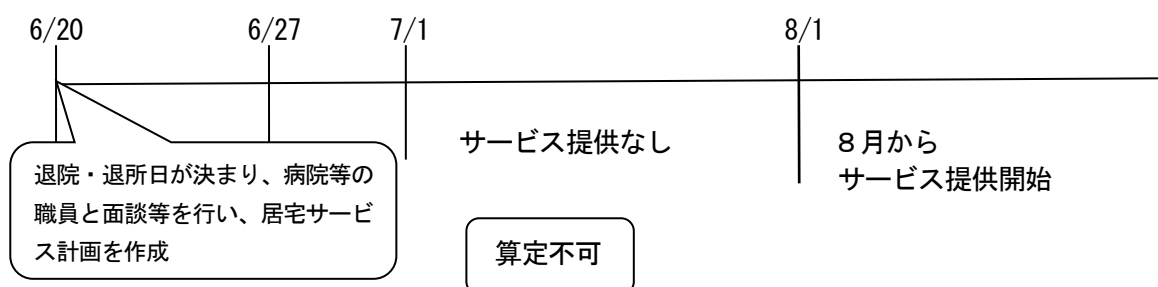 6/20 6/27 7/1 8/1
サービス提供なし
８月から
サービス提供開始
退院・退所日が決まり、病院等の
職員と面談等を行い、居宅サービ
ス計画を作成
算定不可